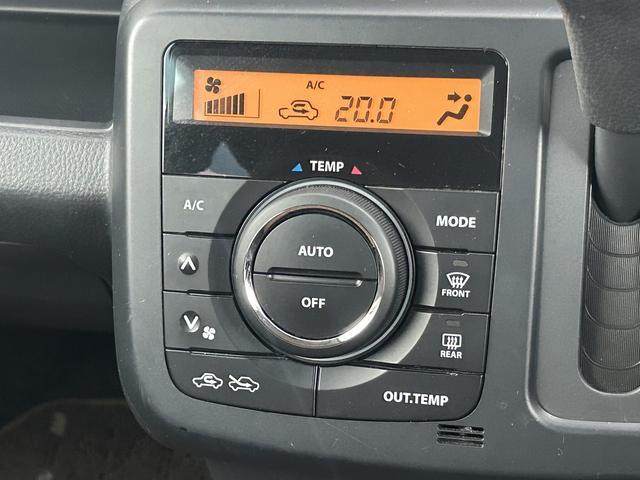 A/C
20.0
TEMP
A/C
MODE
AUTO
OFF
FRONT
REAR
OUT.TEMP